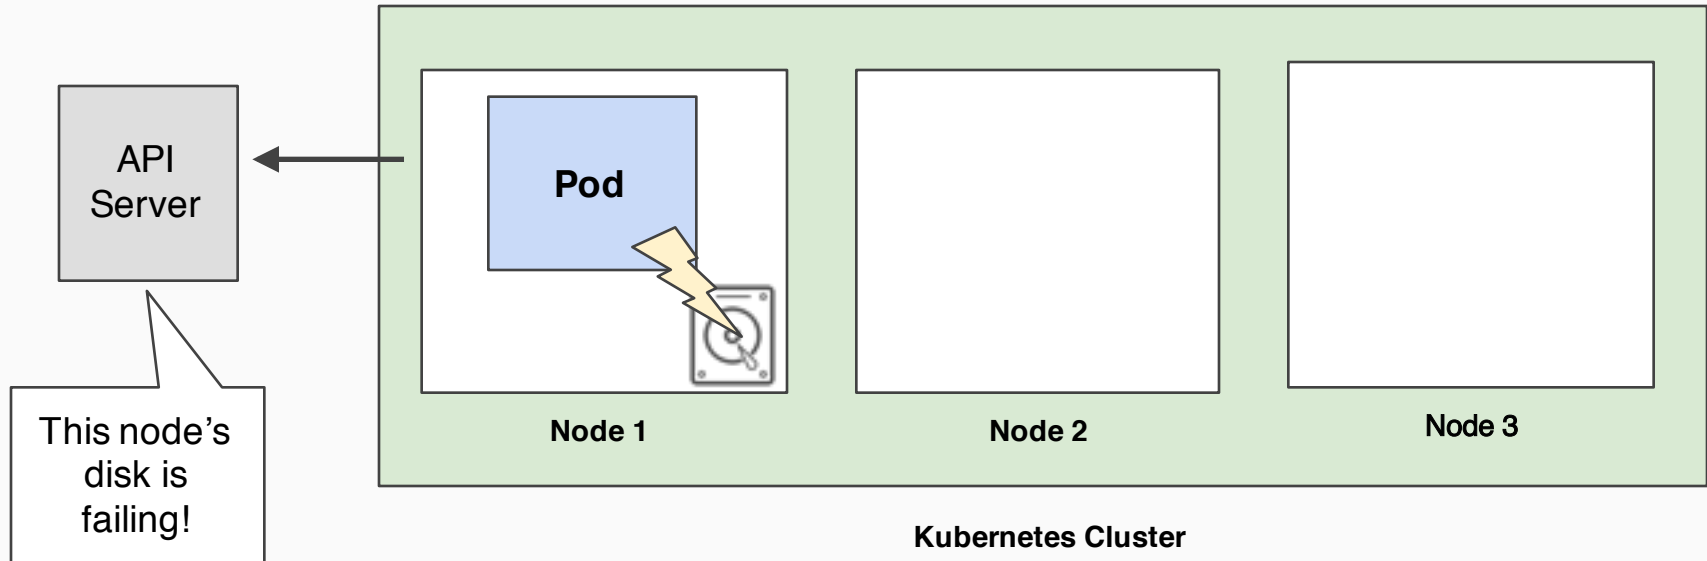 API
Server
Pod
This node’s
disk is
failing!
Node 1
Node 2
Node 3
Kubernetes Cluster